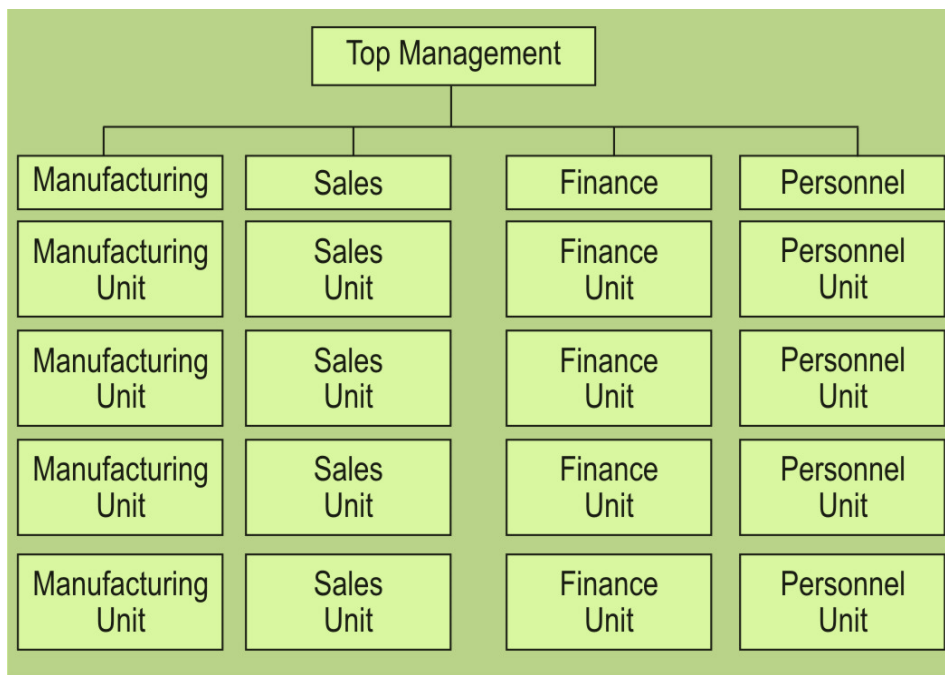 Top Management
Manufacturing
Sales
Finance
Personnel
Manufacturing
Unit
Sales
Unit
Finance
Unit
Personnel
Unit
Manufacturing
Unit
Sales
Unit
Finance
Unit
Personnel
Unit
Manufacturing
Unit
Sales
Unit
Finance
Unit
Personnel
Unit
Manufacturing
Unit
Sales
Unit
Finance
Unit
Personnel
Unit